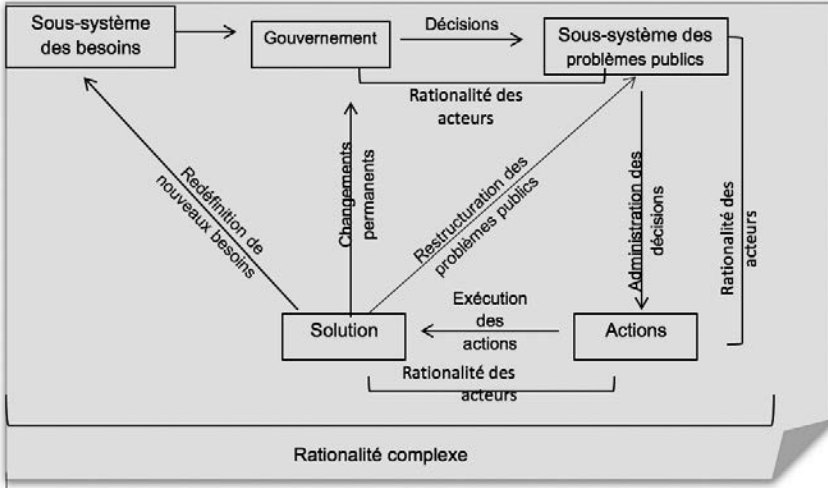 Sous-système
des besoins
Gouvernement
Décisions
Sous-système des
problèmes publics
Rationalité des
acteurs
Redéfinition de
nouveaux besoins
Changements
permanents
Restructuration des
problèmes publics
Administration des
décisions
Rationalité des
acteurs
Solution
Exécution
des
actions
Actions
Rationalité des
acteurs
Rationalité complexe